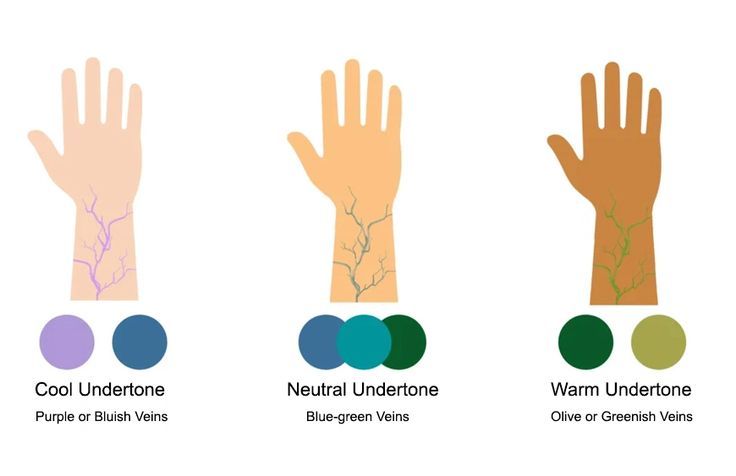 Cool Undertone
Purple or Bluish Veins
Neutral Undertone
Blue-green Veins
Warm Undertone
Olive or Greenish Veins